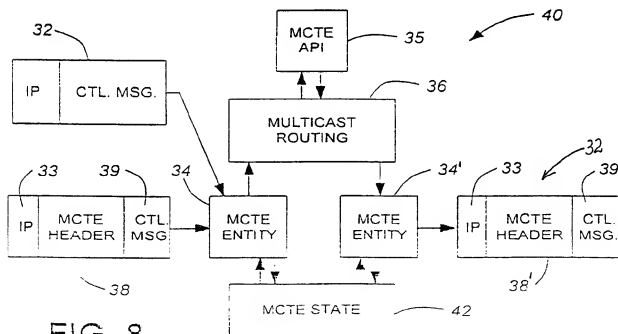 32
MCTE
API
35
40
IP
CTL. MSG.
36
MULTICAST
ROUTING
33
39
34
34'
33
32
39
IP
MCTE
HEADER
CTL.
MSG
MCTE
ENTITY
MCTE
ENTITY
IP
MCTE
HEADER
CTL.
MSG.
38
38'
MCTE STATE
42
FIG. 8